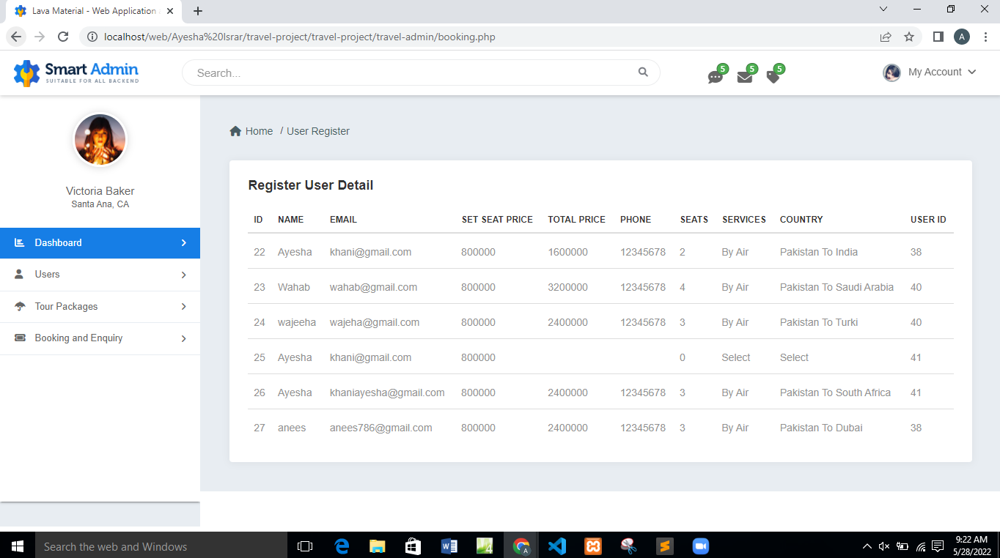 Lava Material - Web Application
localhost/web/Ayesha%20Israr/travel-project/travel-project/travel-admin/booking.php
A
Smart Admin
SUITABLE FOR ALL BACKEND
Search...
5 5 5
My Account
Victoria Baker
Santa Ana, CA
Dashboard
Users
Tour Packages
Booking and Enquiry
Home / User Register
Register User Detail
ID NAME EMAIL SET SEAT PRICE TOTAL PRICE PHONE SEATS SERVICES COUNTRY USER ID
22 Ayesha khani@gmail.com 800000 1600000 12345678 2 By Air Pakistan To India 38
23 Wahab wahab@gmail.com 800000 3200000 12345678 4 By Air Pakistan To Saudi Arabia 40
24 wajeeha wajeha@gmail.com 800000 2400000 12345678 3 By Air Pakistan To Turki 40
25 Ayesha khani@gmail.com 800000 0 Select Select 41
26 Ayesha khaniayesha@gmail.com 800000 2400000 12345678 3 By Air Pakistan To South Africa 41
27 anees anees786@gmail.com 800000 2400000 12345678 3 By Air Pakistan To Dubai 38
Search the web and Windows
9:22 AM
5/28/2022